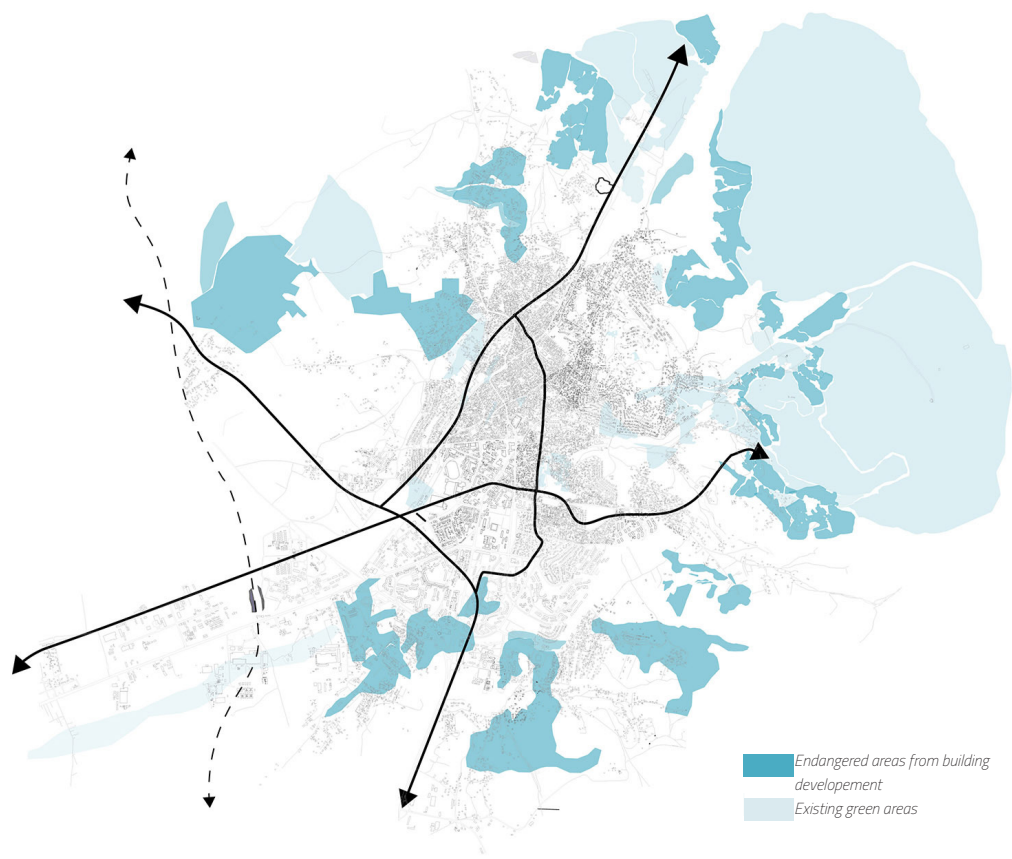 Endangered areas from building
developement
Existing green areas